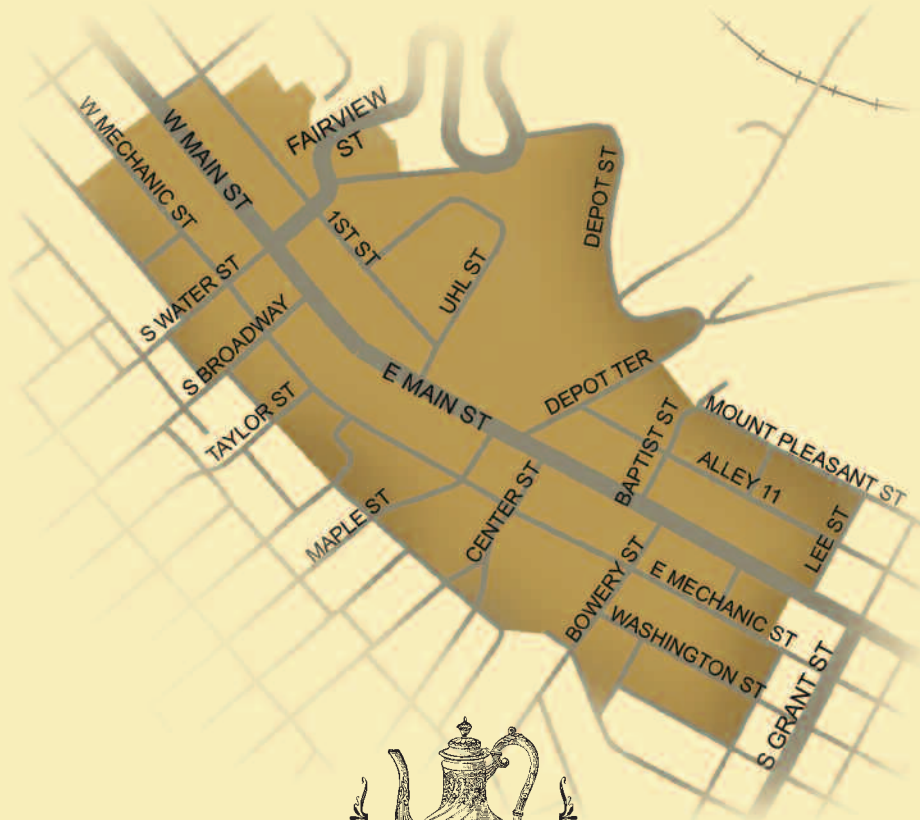 W MECHANIC ST
W MAIN ST
FAIRVIEW
ST
1ST ST
UHL ST
DEPOT ST
S WATER ST
S BROADWAY
TAYLOR ST
E MAIN ST
DEPOT TER
MAPLE ST
CENTER ST
BAPTIST ST
MOUNT PLEASANT ST
ALLEY 11
LEE ST
BOWERY ST
E MECHANIC ST
WASHINGTON ST
S GRANT ST